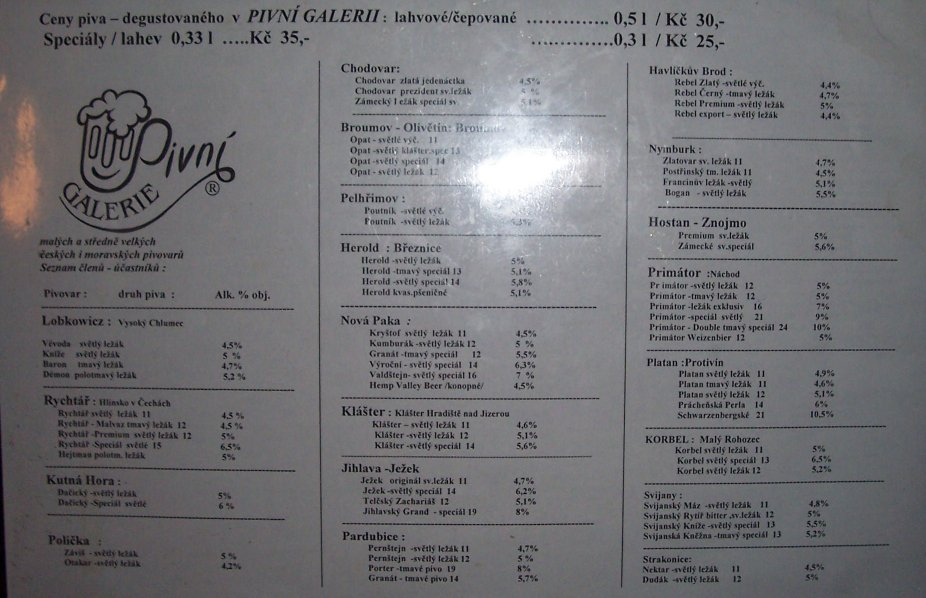 Ceny piva – degustovaného v PIVNÍ GALERII : lahvové/čepované .............. 0,5 l / Kč 30,-
Speciály / lahev 0,33 l .....Kč 35,- ..............0,3 l / Kč 25,-
Pivní
GALERIE ®
malých a středně velkých
českých i moravských pivovarů
Seznam členů - účastníků :
Pivovar : druh piva : Alk. % obj.
Lobkowicz : Vysoký Chlumec
Vévoda světlý ležák 4,5%
Kníže světlý ležák 5 %
Baron tmavý ležák 4,7%
Démon polotmavý ležák 5,2 %
Rychtář : Hlinsko v Čechách
Rychtář světlý ležák 11 4,5 %
Rychtář - Malvaz tmavý ležák 12 4,5 %
Rychtář -Premium světlý ležák 12 5%
Rychtář -Speciál světlé 15 6,5%
Hejtman polotm. ležák 5%
Kutná Hora :
Dačický -světlý ležák 5%
Dačický -Speciál světlé 6 %
Polička :
Záviš - světlý ležák 5 %
Otakar -světlý ležák 4,2%
Chodovar:
Chodovar zlatá jedenáctka 4,5%
Chodovar prezident sv.ležák 5 %
Zámecký l ežák speciál sv 5,1%
Broumov - Olivětín:
Opat - světlé výč. 11
Opat -světlý klášter.spec 13
Opat -světlý speciál 14
Opat - světlý ležák 12
Pelhřimov :
Poutník -světlé výč.
Poutník -světlý ležák
Herold : Březnice
Herold -světlý ležák 5%
Herold -tmavý speciál 13 5,1%
Herold -světlý speciál 14 5,8%
Herold kvas.pšeničné 5,1%
Nová Paka :
Kryštof světlý ležák 11 4,5%
Kumburák -světlý ležák 12 5 %
Granát -tmavý speciál 12 5,5%
Výroční - světlý speciál 14 6,3%
Valdštejn- světlý speciál 16 7 %
Hemp Valley Beer /konopné/ 4,5%
Klášter : Klášter Hradiště nad Jizerou
Klášter – světlý ležák 11 4,6%
Klášter -světlý ležák 12 5,1%
Klášter -světlý speciál 14 5,6%
Jihlava -Ježek
Ježek originál sv.ležák 11 4,7%
Ježek -světlý speciál 14 6,2%
Telčský Zachariáš 12 5,1%
Jihlavský Grand - speciál 19 8%
Pardubice :
Pernštejn -světlý ležák 11 4,7%
Pernštejn -světlý ležák 12 5 %
Porter -tmavé pivo 19 8%
Granát - tmavé pivo 14 5,7%
Havlíčkův Brod :
Rebel Zlatý -světlé výč. 4,4%
Rebel Černý -tmavý ležák 4,7%
Rebel Premium -světlý ležák 5%
Rebel export – světlý ležák 4,4%
Nymburk :
Zlatovar sv. ležák 11 4,7%
Postřinský tm. ležák 11 4,5%
Francinův ležák -světlý 5,1%
Bogan - světlý ležák 5,5%
Hostan - Znojmo
Premium sv.ležák 5%
Zámecké sv.speciál 5,6%
Primátor :Náchod
Pr imátor -světlý ležák 12 5%
Primátor -tmavý ležák 12 5%
Primátor -ležák exklusiv 16 7%
Primátor -speciál světlý 21 9%
Primátor - Double tmavý speciál 24 10%
Primátor Weizenbier 12 5%
Platan :Protivín
Platan světlý ležák 11 4,9%
Platan tmavý ležák 11 4,6%
Platan světlý ležák 12 5,1%
Prácheňská Perla 14 6%
Schwarzenbergské 21 10,5%
KORBEL : Malý Rohozec
Korbel světlý ležák 11 5%
Korbel světlý speciál 13 6,5%
Korbel světlý ležák 12 5,2%
Svijany :
Svijanský Máz -světlý ležák 11 4,8%
Svijanský Rytíř bitter .sv.ležák 12 5%
Svijanský Kníže -světlý speciál 13 5,5%
Svijanská Kněžna -tmavý speciál 13 5,2%
Strakonice:
Nektar -světlý ležák 11 4,5%
Dudák -světlý ležák 12 5%